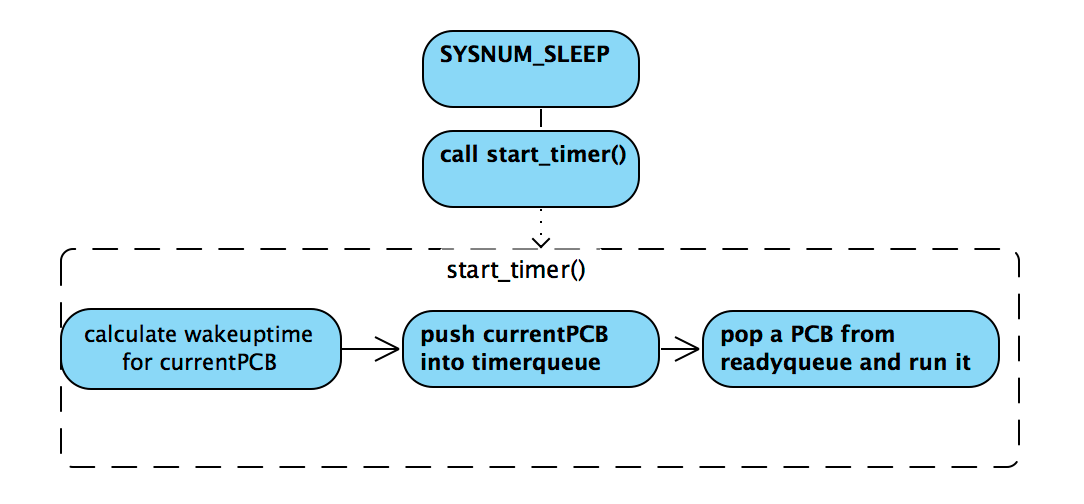 SYSNUM_SLEEP
call start_timer()
start_timer()
calculate wakeuptime
for currentPCB
push currentPCB
into timerqueue
pop a PCB from
readyqueue and run it